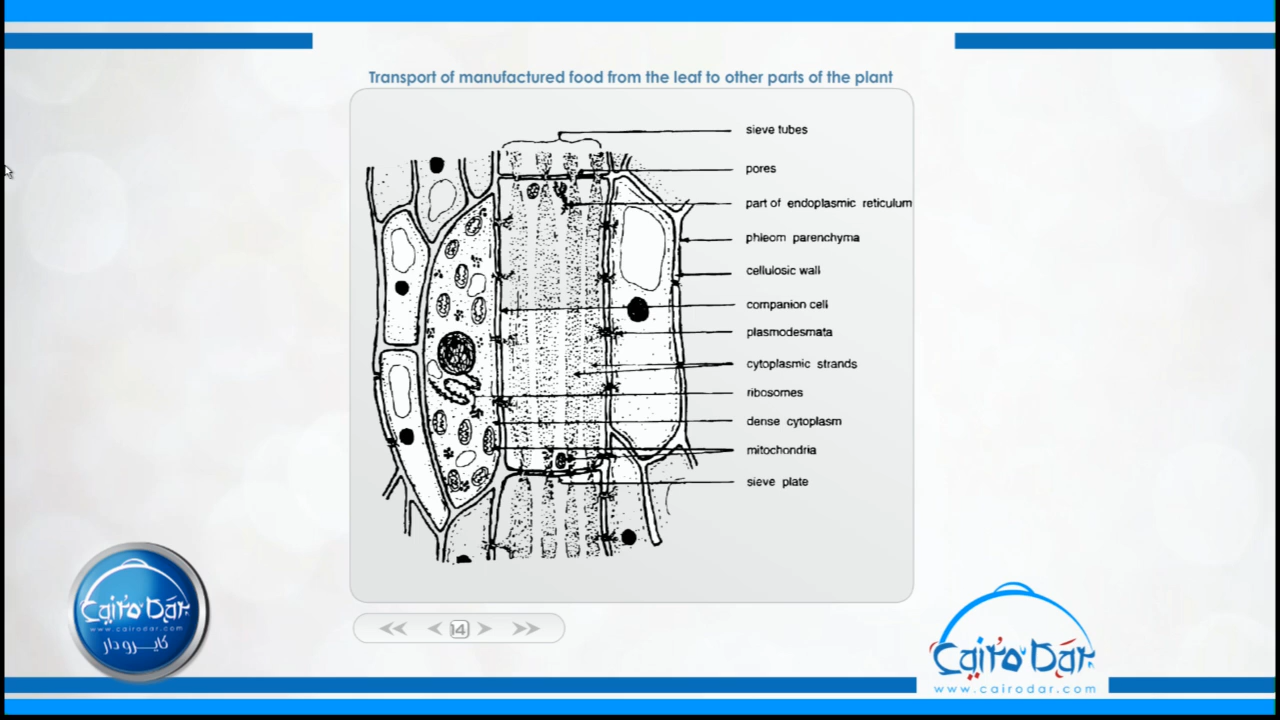 Transport of manufactured food from the leaf to other parts of the plant
sieve tubes
pores
part of endoplasmic reticulum
phleom parenchyma
cellulosic wall
companion cell
plasmodesmata
cytoplasmic strands
ribosomes
dense cytoplasm
mitochondria
sieve plate
14
Cairo Dar
www.cairodar.com
كايرو دار
Cairo Dar
www.cairodar.com